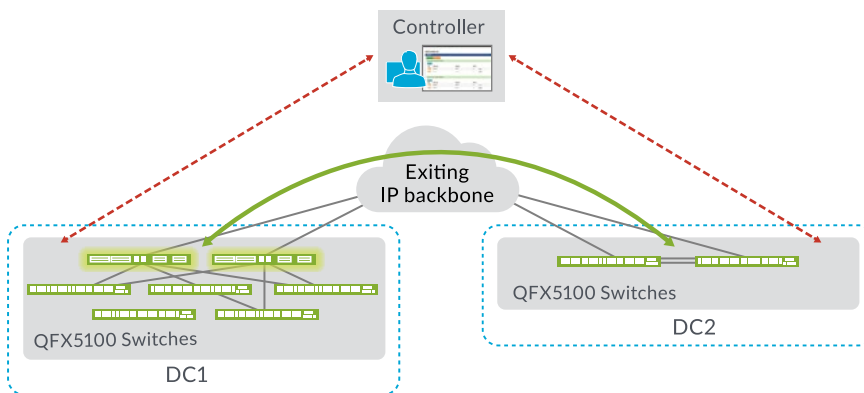 Controller
Exiting
IP backbone
QFX5100 Switches
DC1
QFX5100 Switches
DC2